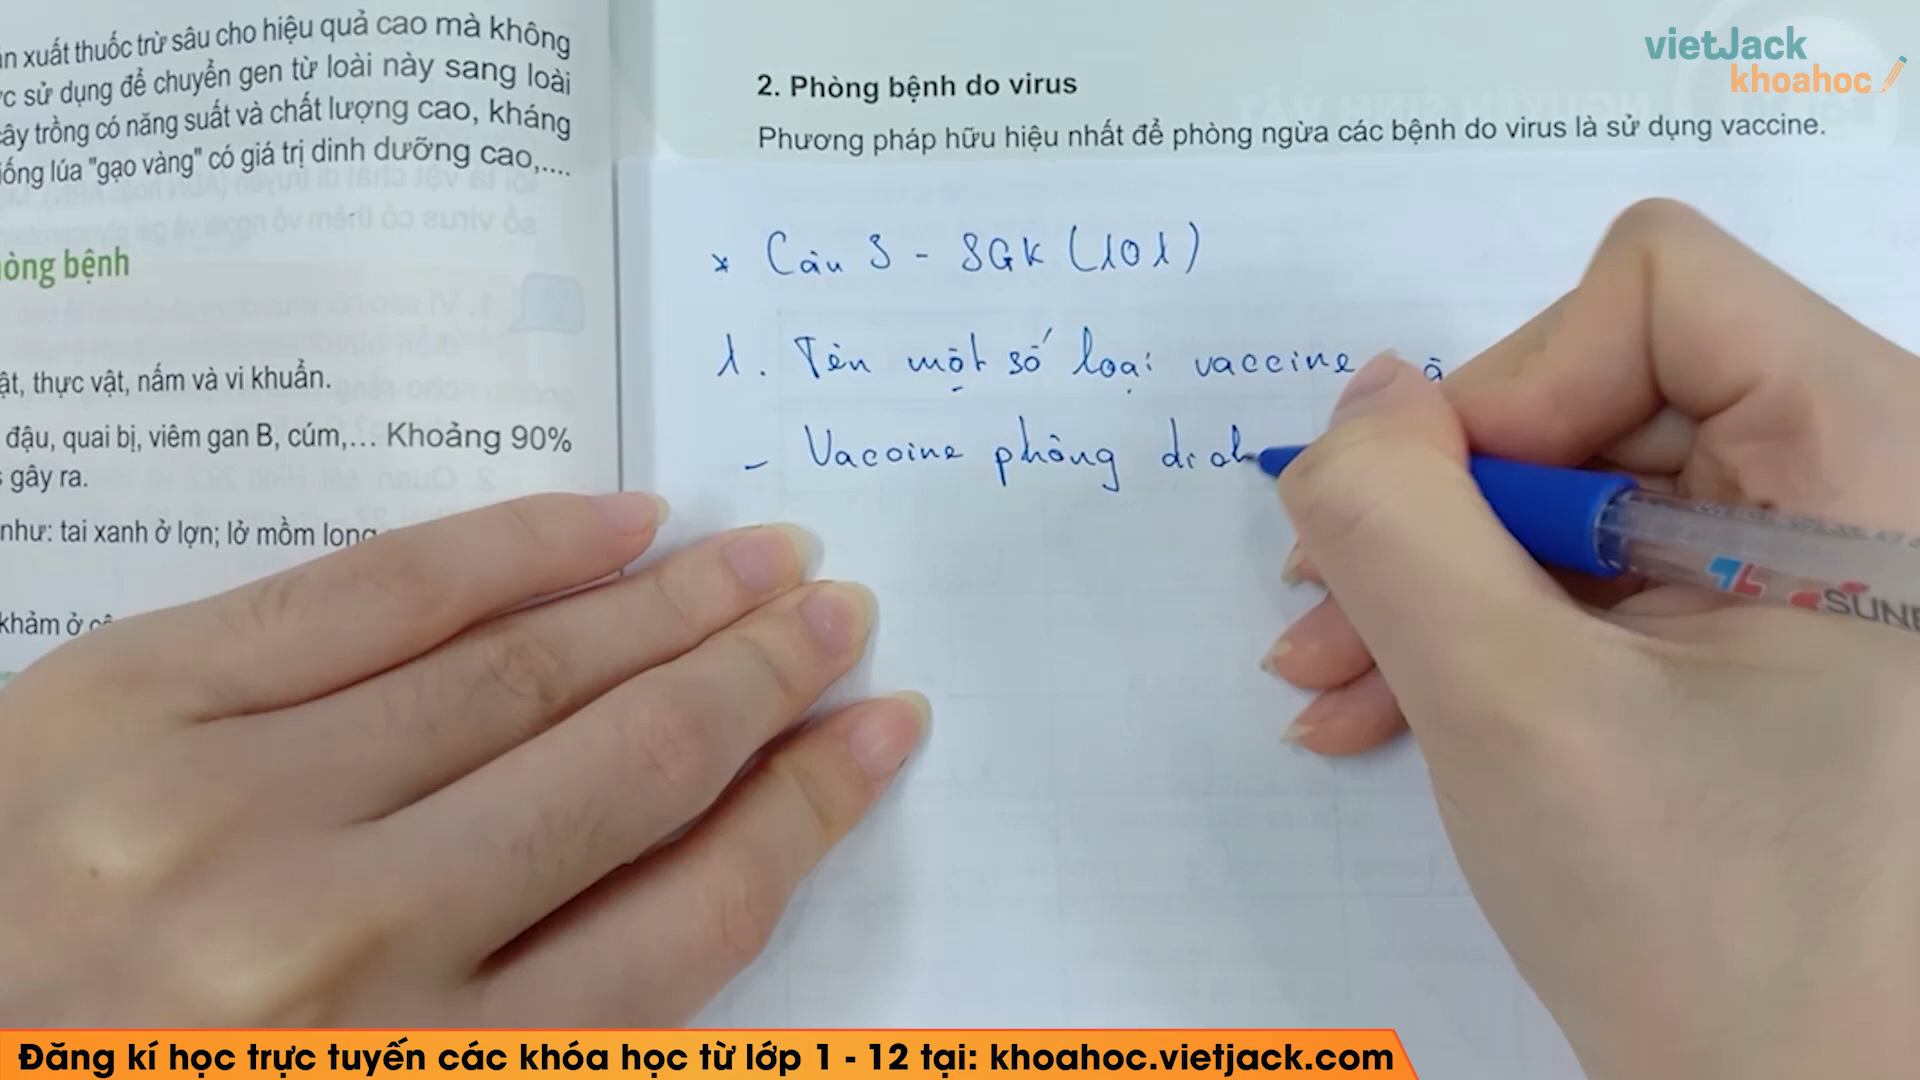 xuất thuốc trừ sâu cho hiệu quả cao mà không
sử dụng để chuyển gen từ loài này sang loài
cây trồng có năng suất và chất lượng cao, kháng
lúa "gạo vàng" có giá trị dinh dưỡng cao,....
bệnh
thực vật, nấm và vi khuẩn.
đậu, quai bị, viêm gan B, cúm,... Khoảng 90%
gây ra.
như: tai xanh ở lợn; lở mồm long
khảm ở
vietJack
khoahoc
2. Phòng bệnh do virus
Phương pháp hữu hiệu nhất để phòng ngừa các bệnh do virus là sử dụng vaccine.
* Câu 3 - SGK (101)
1. Tên một số loại vaccine
- Vaccine phòng
Đăng kí học trực tuyến các khóa học từ lớp 1 - 12 tại: khoahoc.vietjack.com